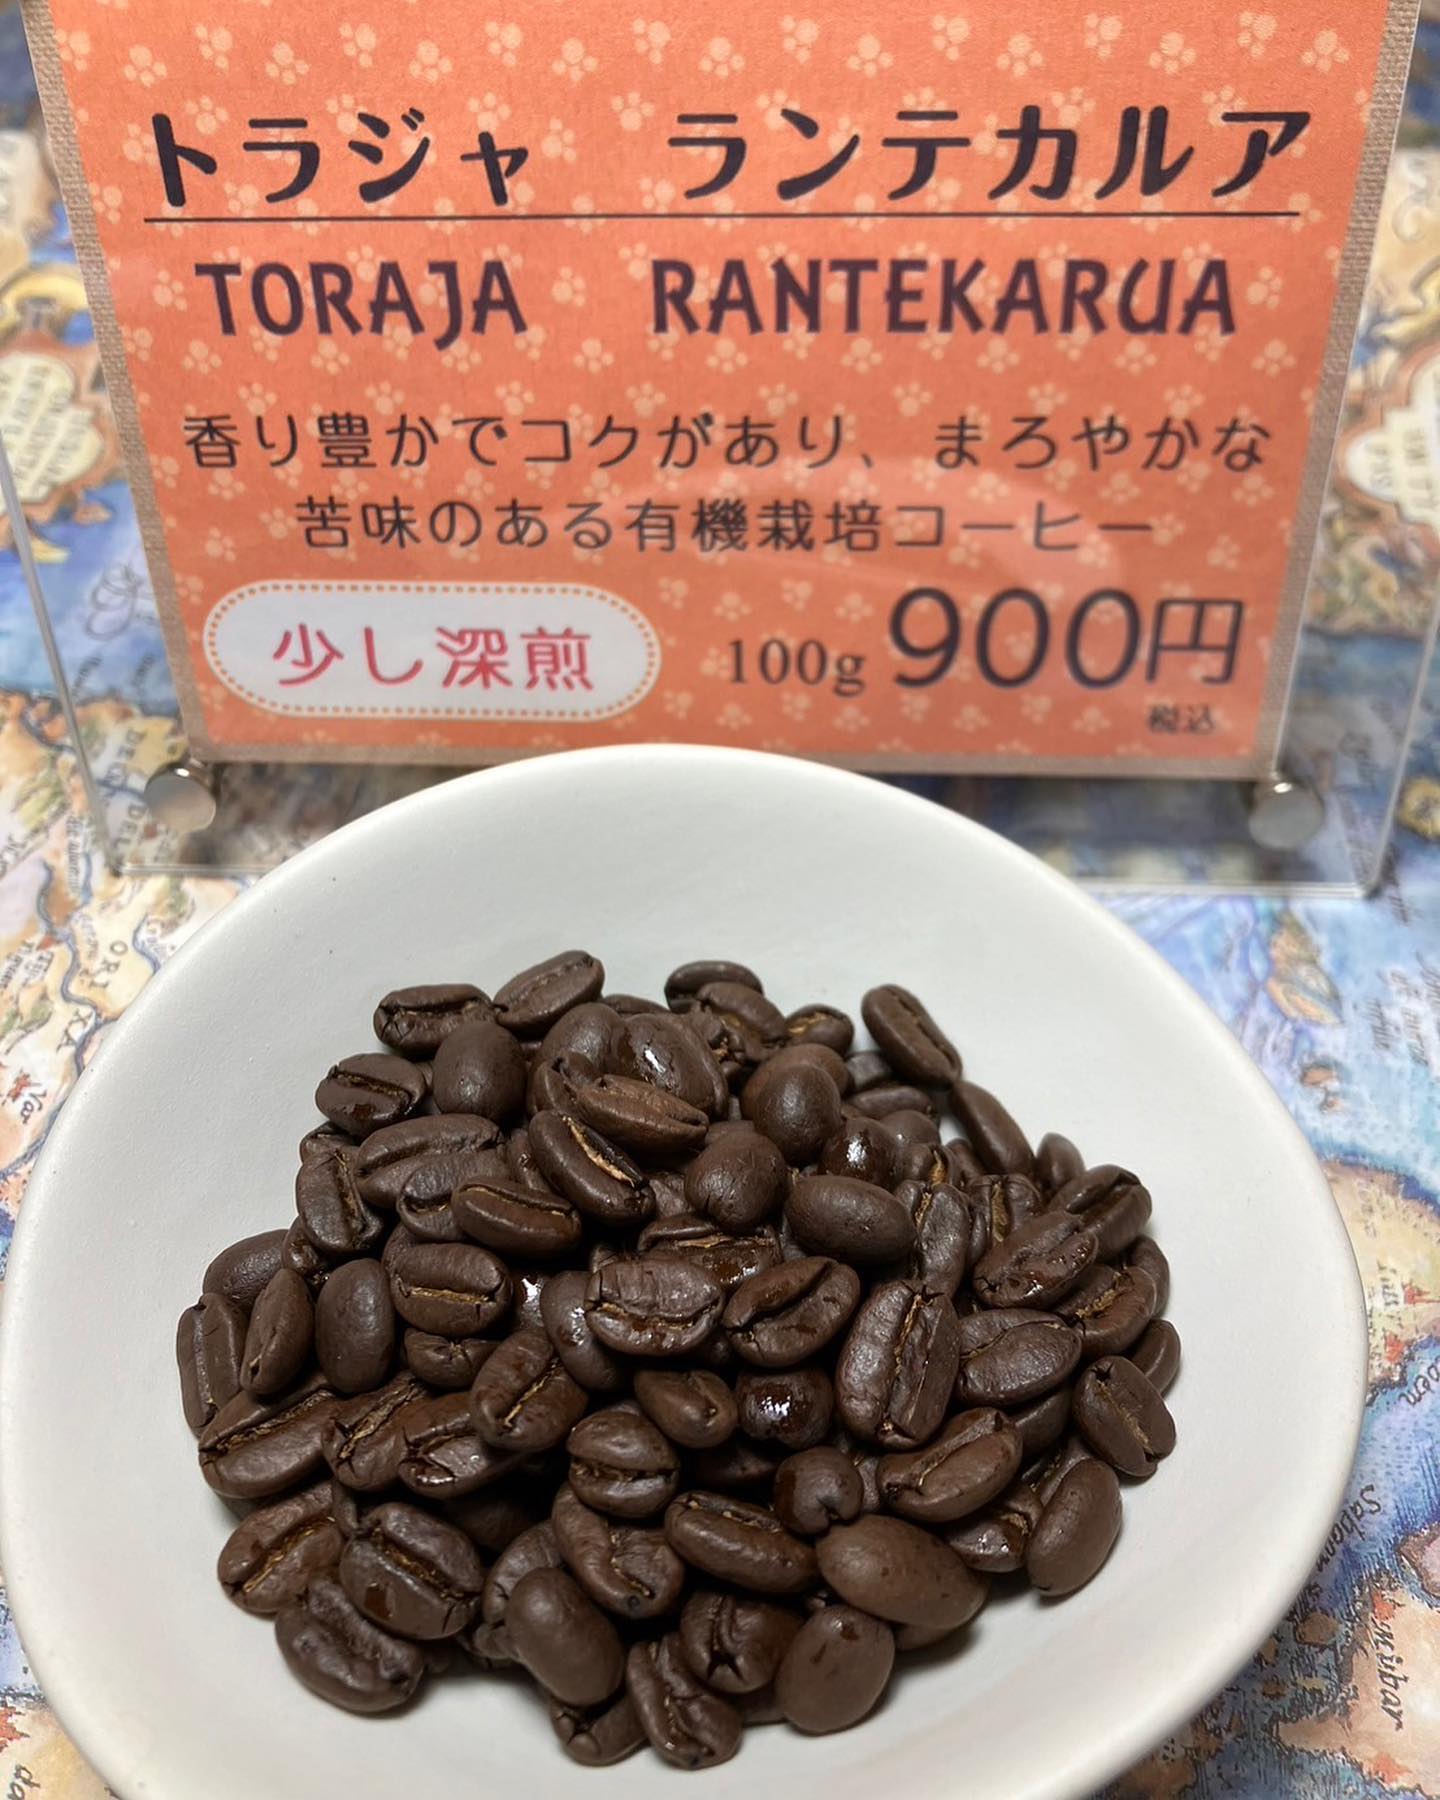 トラジャ ランテカルア
TORAJA RANTEKARUA
香り豊かでコクがあり、まろやかな
苦味のある有機栽培コーヒー
少し深煎
100g 900円
税込